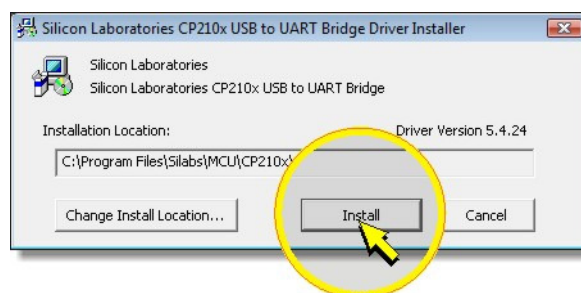 Silicon Laboratories CP210x USB to UART Bridge Driver Installer
Silicon Laboratories
Silicon Laboratories CP210x USB to UART Bridge
Installation Location: Driver Version 5.4.24
C:\Program Files\Silabs\MCU\CP210x\
Change Install Location... Install Cancel